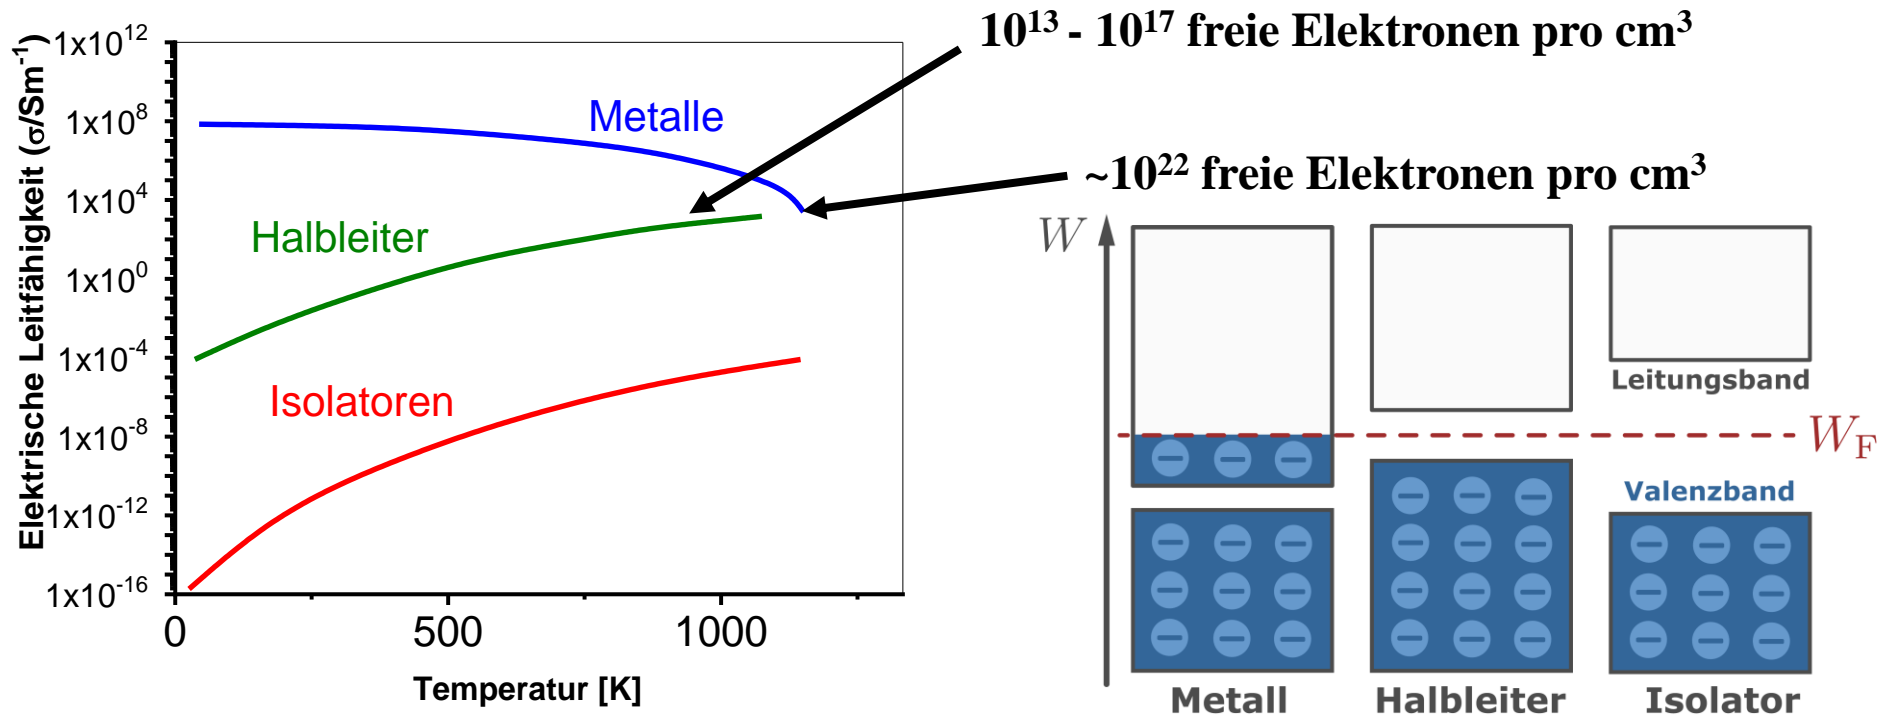 Elektrische Leitfähigkeit (σ/Sm⁻¹)
1x10¹²
1x10⁸
1x10⁴
1x10⁰
1x10⁻⁴
1x10⁻⁸
1x10⁻¹²
1x10⁻¹⁶
0
500
1000
Temperatur [K]
Metalle
Halbleiter
Isolatoren
10¹³ - 10¹⁷ freie Elektronen pro cm³
~10²² freie Elektronen pro cm³
W
Leitungsband
W_F
Valenzband
Metall
Halbleiter
Isolator